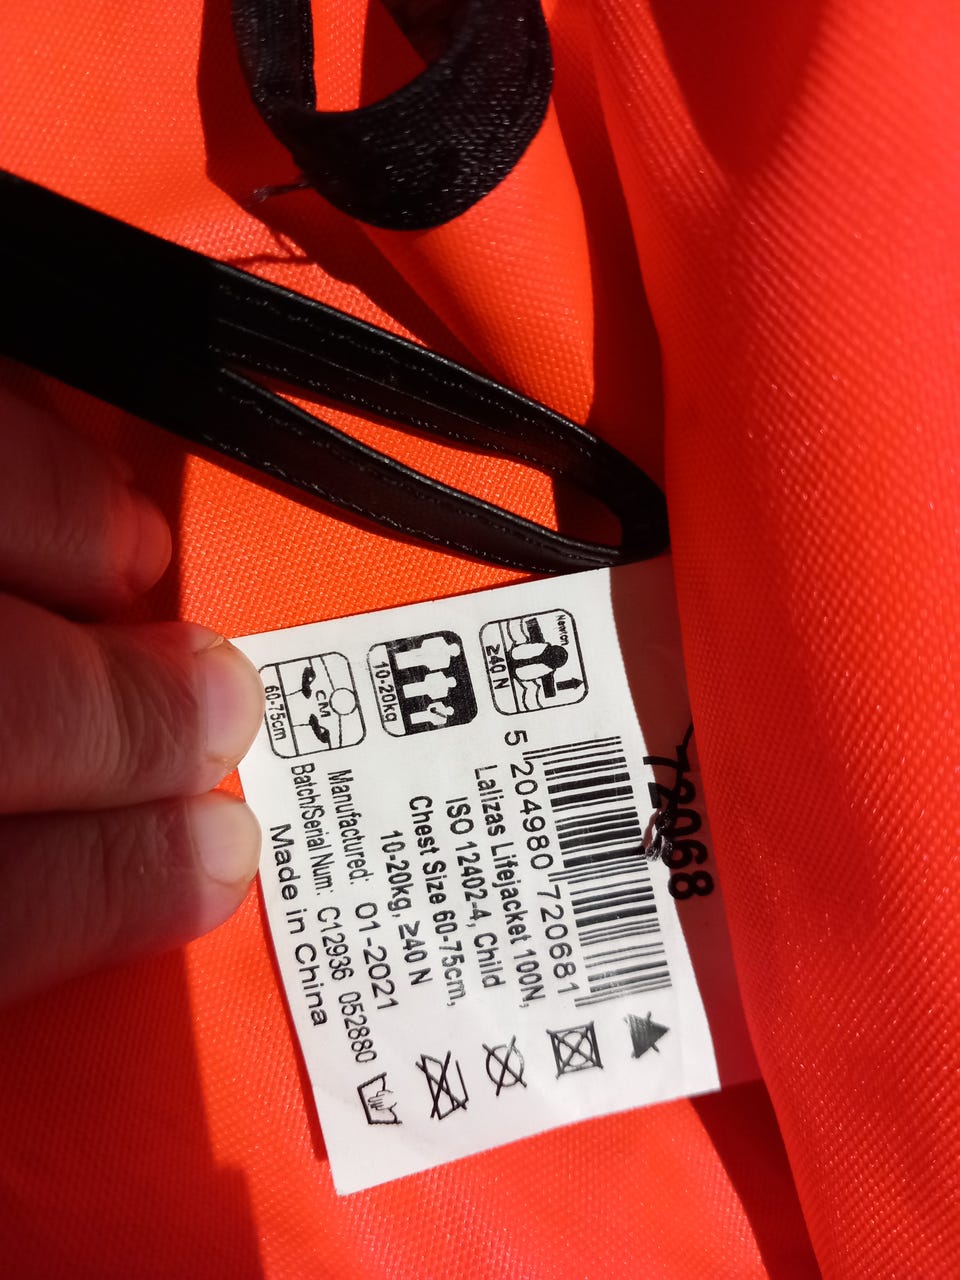 72068
5 204980 720681
Lalizas Lifejacket 100N,
ISO 12402-4, Child
Chest Size 60-75cm,
10-20kg, ≥40 N
Manufactured: 01-2021
Batch/Serial Num: C12936 052880
Made in China
Newton
≥40 N
10-20kg
CM
60-75cm